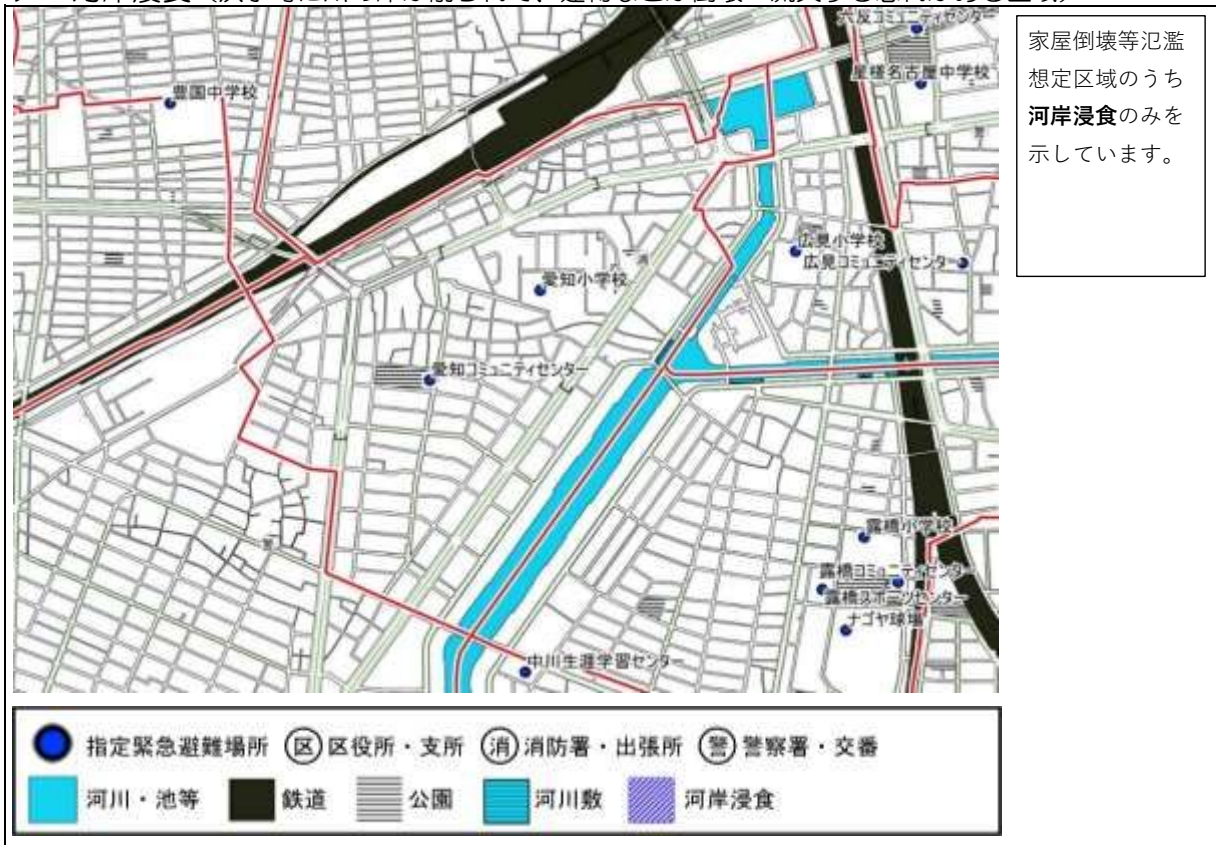 六反コミュニティセンター
家屋倒壊等氾濫
想定区域のうち
河岸浸食のみを
示しています。
豊国中学校
星槎名古屋中学校
広見小学校
広見コミュニティセンター
愛知小学校
愛知コミュニティセンター
露橋小学校
露橋コミュニティセンター
露橋スポーツセンター
ナゴヤ球場
中川生涯学習センター
指定緊急避難場所 区 区役所・支所 消 消防署・出張所 警 警察署・交番
河川・池等 鉄道 公園 河川敷 河岸浸食